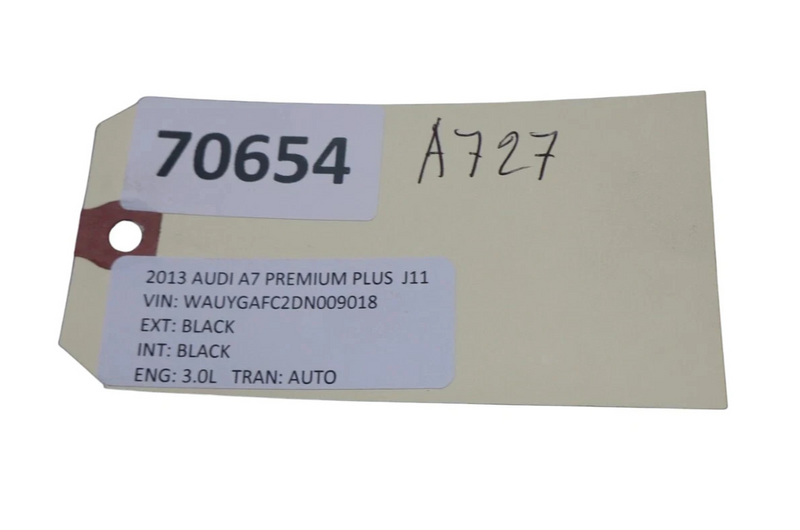 70654
A727
2013 AUDI A7 PREMIUM PLUS J11
VIN: WAUYGAFC2DN009018
EXT: BLACK
INT: BLACK
ENG: 3.0L TRAN: AUTO